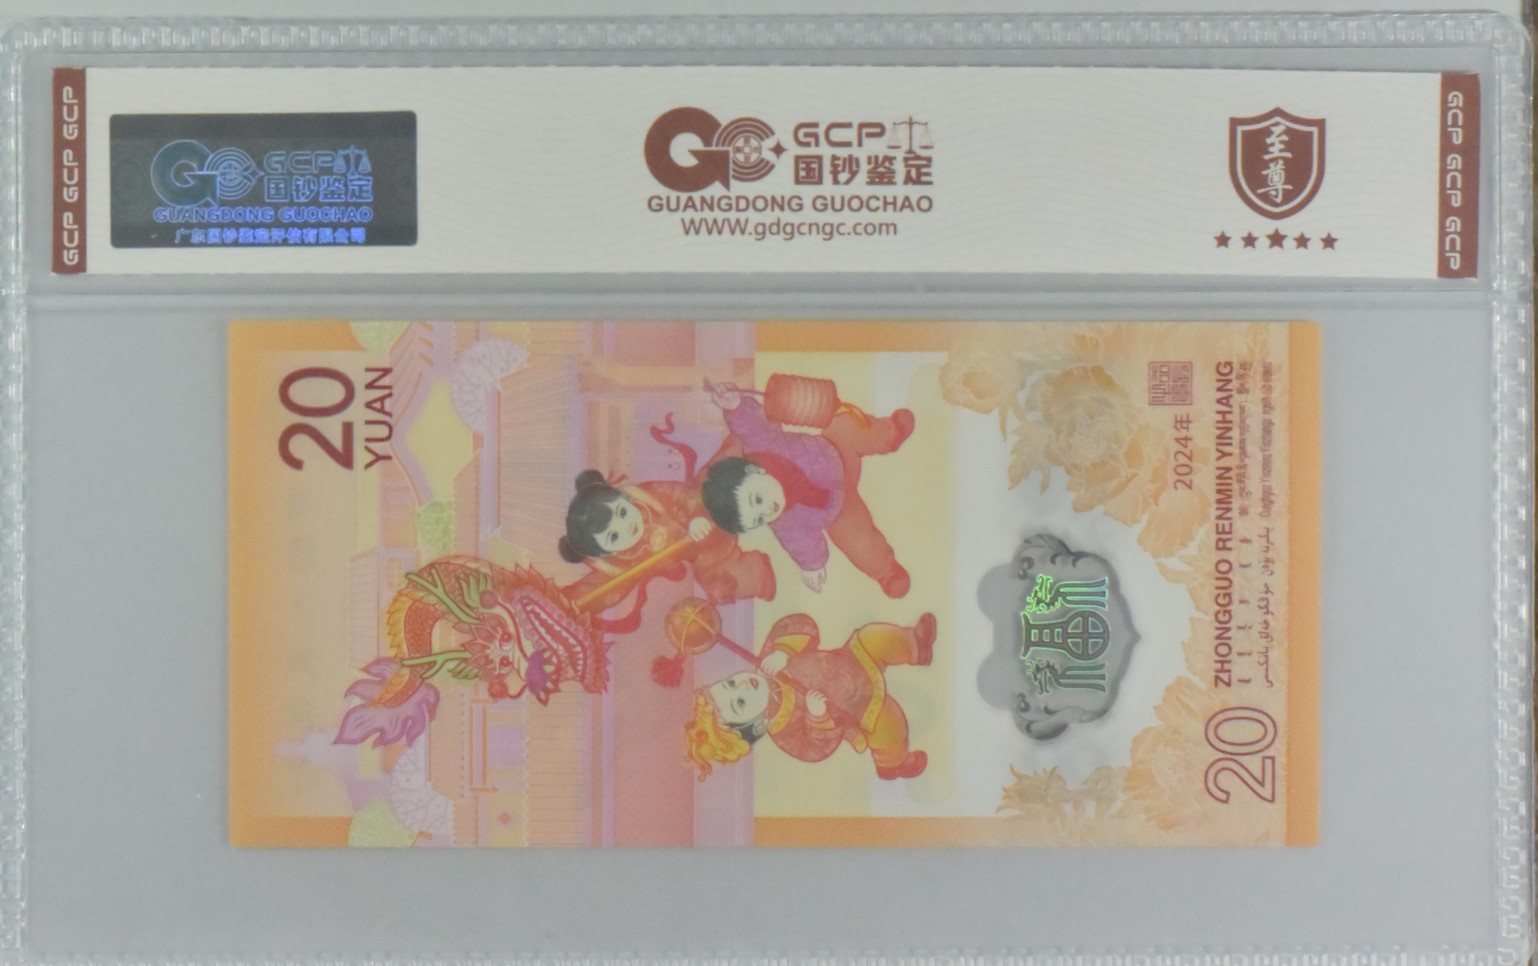 GCP GCP GCP
GCP
国钞鉴定
GUANGDONG GUOCHAO
广东国钞鉴定评估有限公司
GCP
国钞鉴定
GUANGDONG GUOCHAO
WWW.gdgcngc.com
至尊
GCP GCP GCP
20
YUAN
2024年
ZHONGGUO RENMIN YINHANG
20